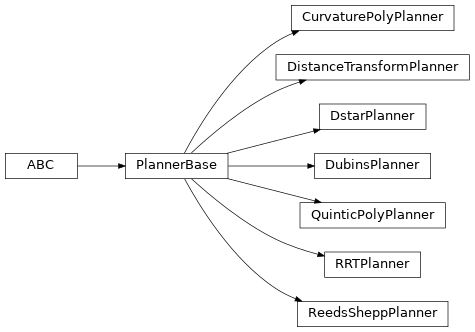 CurvaturePolyPlanner
DistanceTransformPlanner
DstarPlanner
ABC
PlannerBase
DubinsPlanner
QuinticPolyPlanner
RRTPlanner
ReedsSheppPlanner